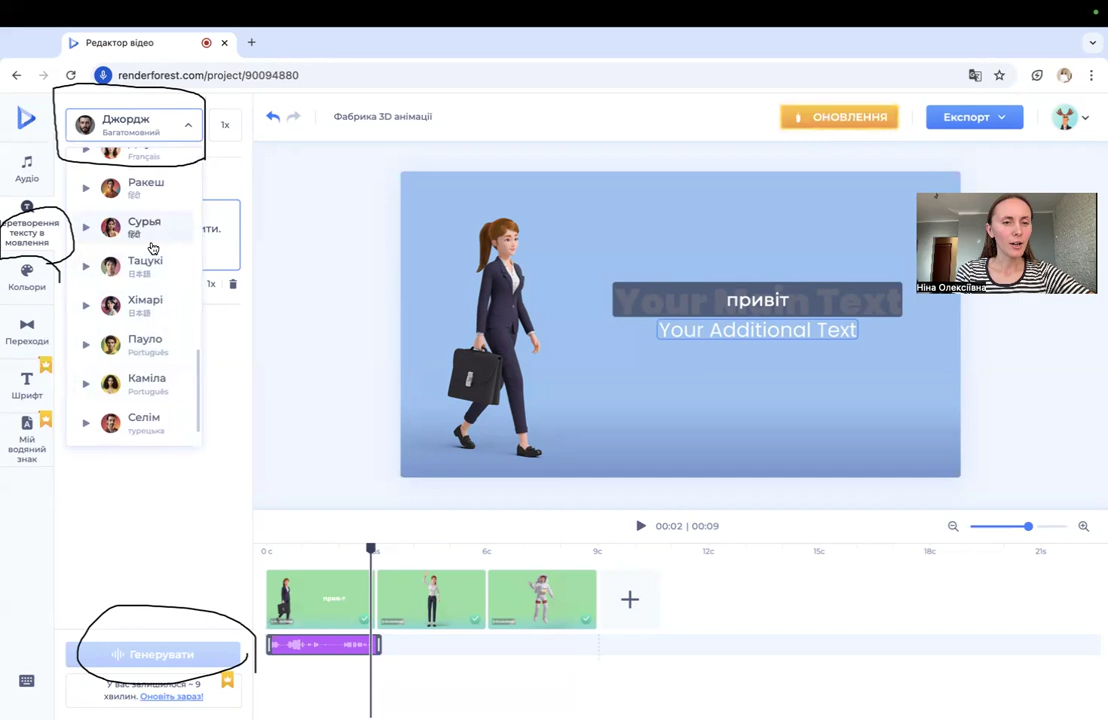 Редактор відео
renderforest.com/project/90094880
Джордж
Багатомовний
1x
Фабрика 3D анімації
ОНОВЛЕННЯ
Експорт
Аудіо
Перетворення
тексту в
мовлення
Кольори
Переходи
Шрифт
Мій
водяний
знак
Français
Ракеш
हिंदी
Сурья
हिंदी
Тацукі
日本語
Хімарі
日本語
Пауло
Português
Каміла
Português
Селім
турецька
ити.
1x
Your Main Text
привіт
Your Additional Text
Ніна Олексіївна
00:02 | 00:09
0 с
6с
9с
12с
15с
18с
21с
Генерувати
У вас залишилося ~ 9
хвилин. Оновіть зараз!